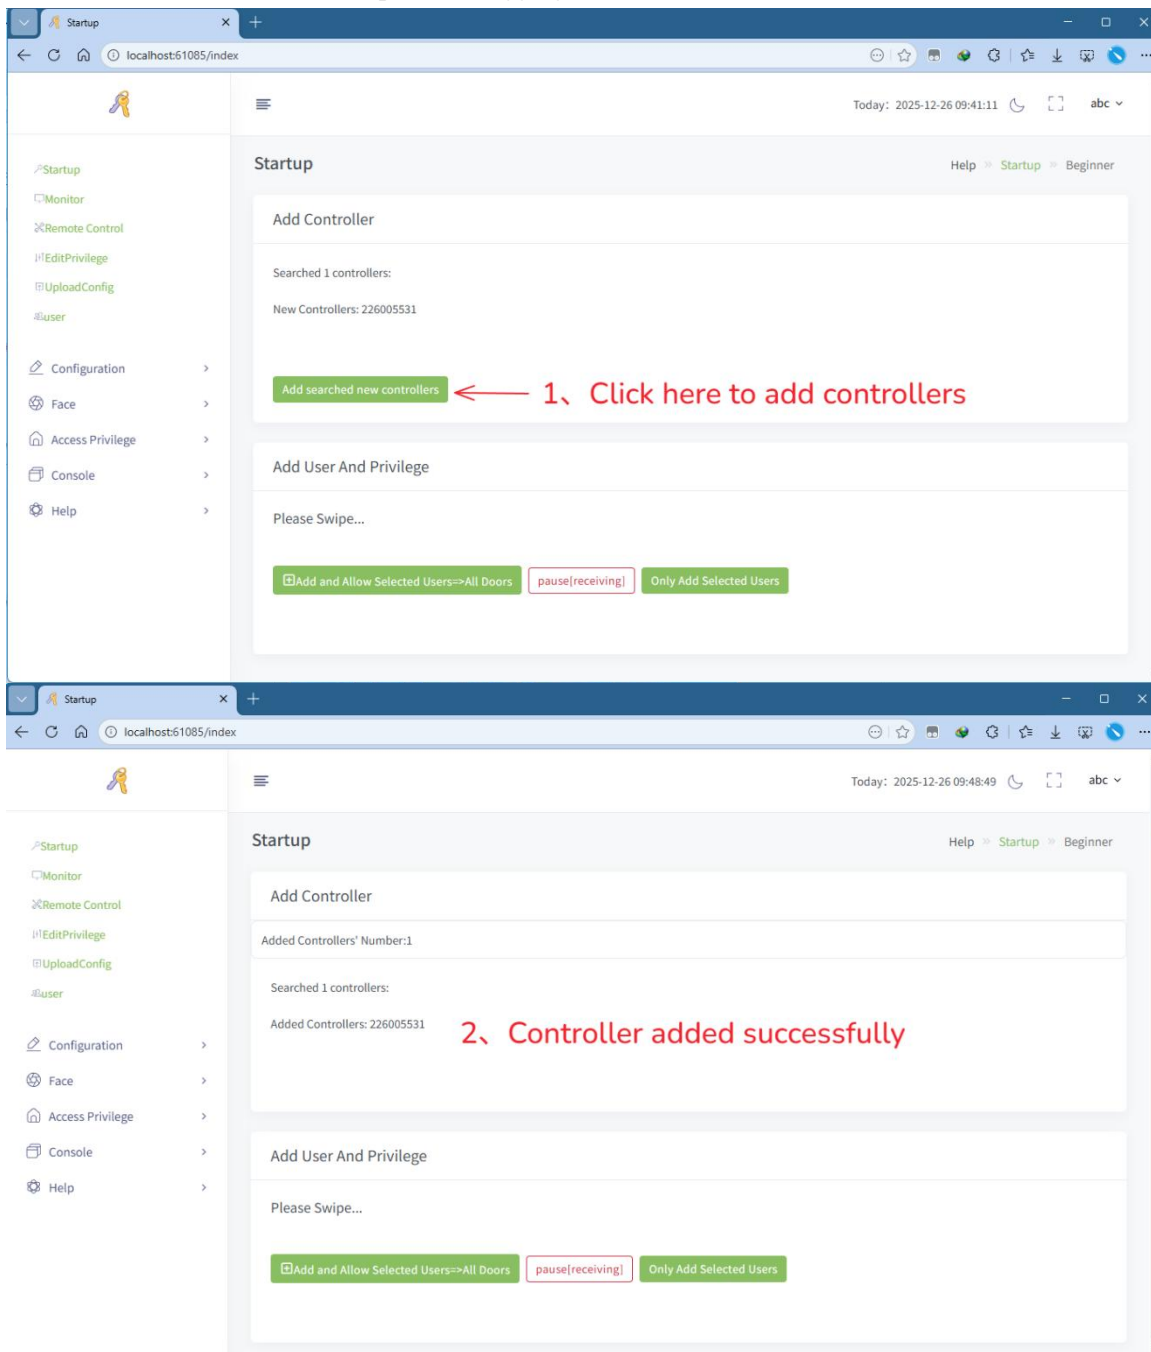 Startup
localhost:61085/index
Today: 2025-12-26 09:41:11
abc
Startup
Monitor
Remote Control
EditPrivilege
UploadConfig
user
Configuration
Face
Access Privilege
Console
Help
Startup
Help » Startup » Beginner
Add Controller
Searched 1 controllers:
New Controllers: 226005531
Add searched new controllers
1、Click here to add controllers
Add User And Privilege
Please Swipe...
Add and Allow Selected Users=>All Doors
pause[receiving]
Only Add Selected Users
Startup
localhost:61085/index
Today: 2025-12-26 09:48:49
abc
Startup
Monitor
Remote Control
EditPrivilege
UploadConfig
user
Configuration
Face
Access Privilege
Console
Help
Startup
Help » Startup » Beginner
Add Controller
Added Controllers' Number:1
Searched 1 controllers:
Added Controllers: 226005531
2、Controller added successfully
Add User And Privilege
Please Swipe...
Add and Allow Selected Users=>All Doors
pause[receiving]
Only Add Selected Users